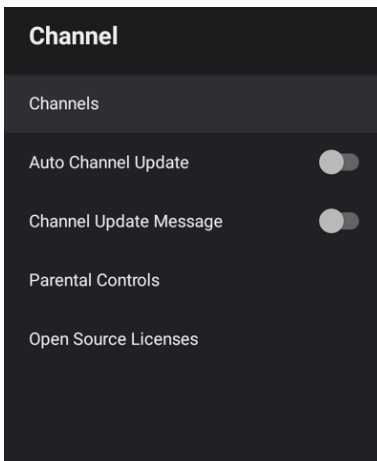 Channel
Channels
Auto Channel Update
Channel Update Message
Parental Controls
Open Source Licenses